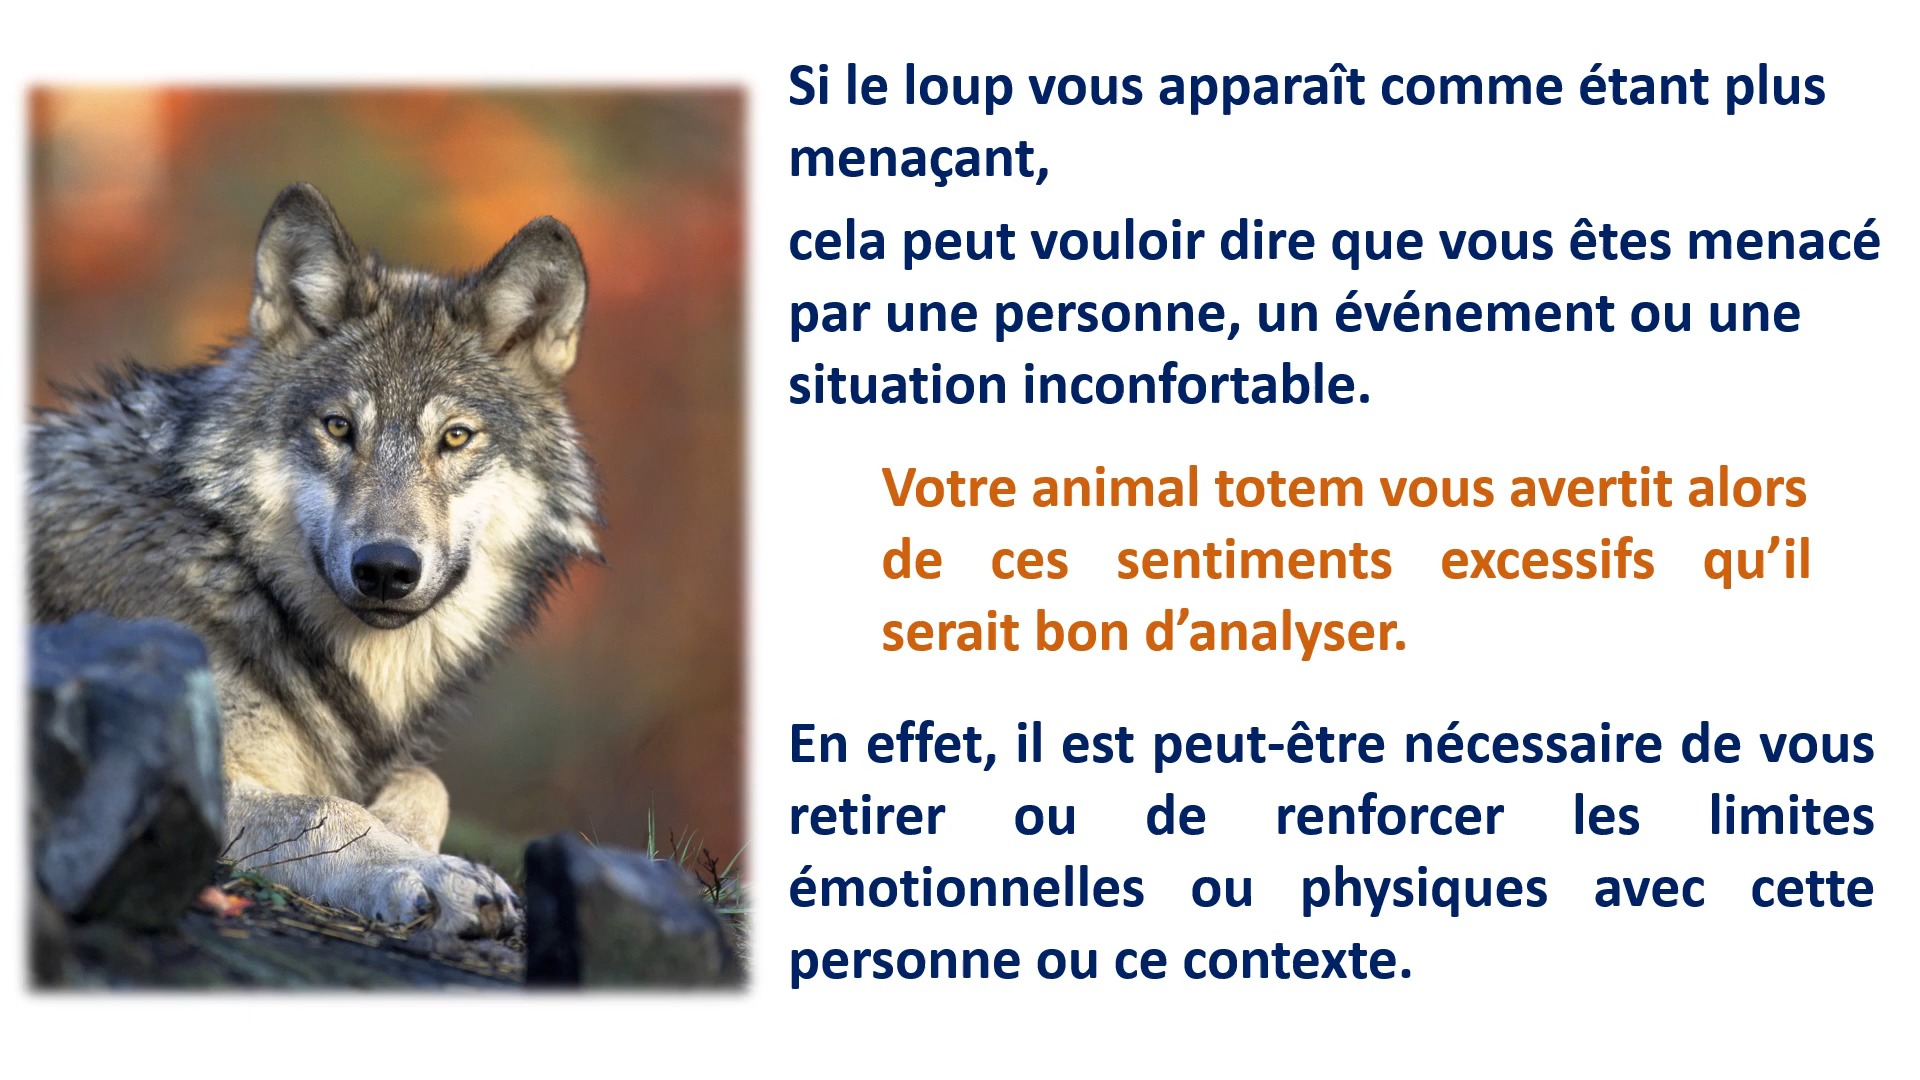 Si le loup vous apparaît comme étant plus
menaçant,
cela peut vouloir dire que vous êtes menacé
par une personne, un événement ou une
situation inconfortable.
Votre animal totem vous avertit alors
de ces sentiments excessifs qu’il
serait bon d’analyser.
En effet, il est peut-être nécessaire de vous
retirer ou de renforcer les limites
émotionnelles ou physiques avec cette
personne ou ce contexte.